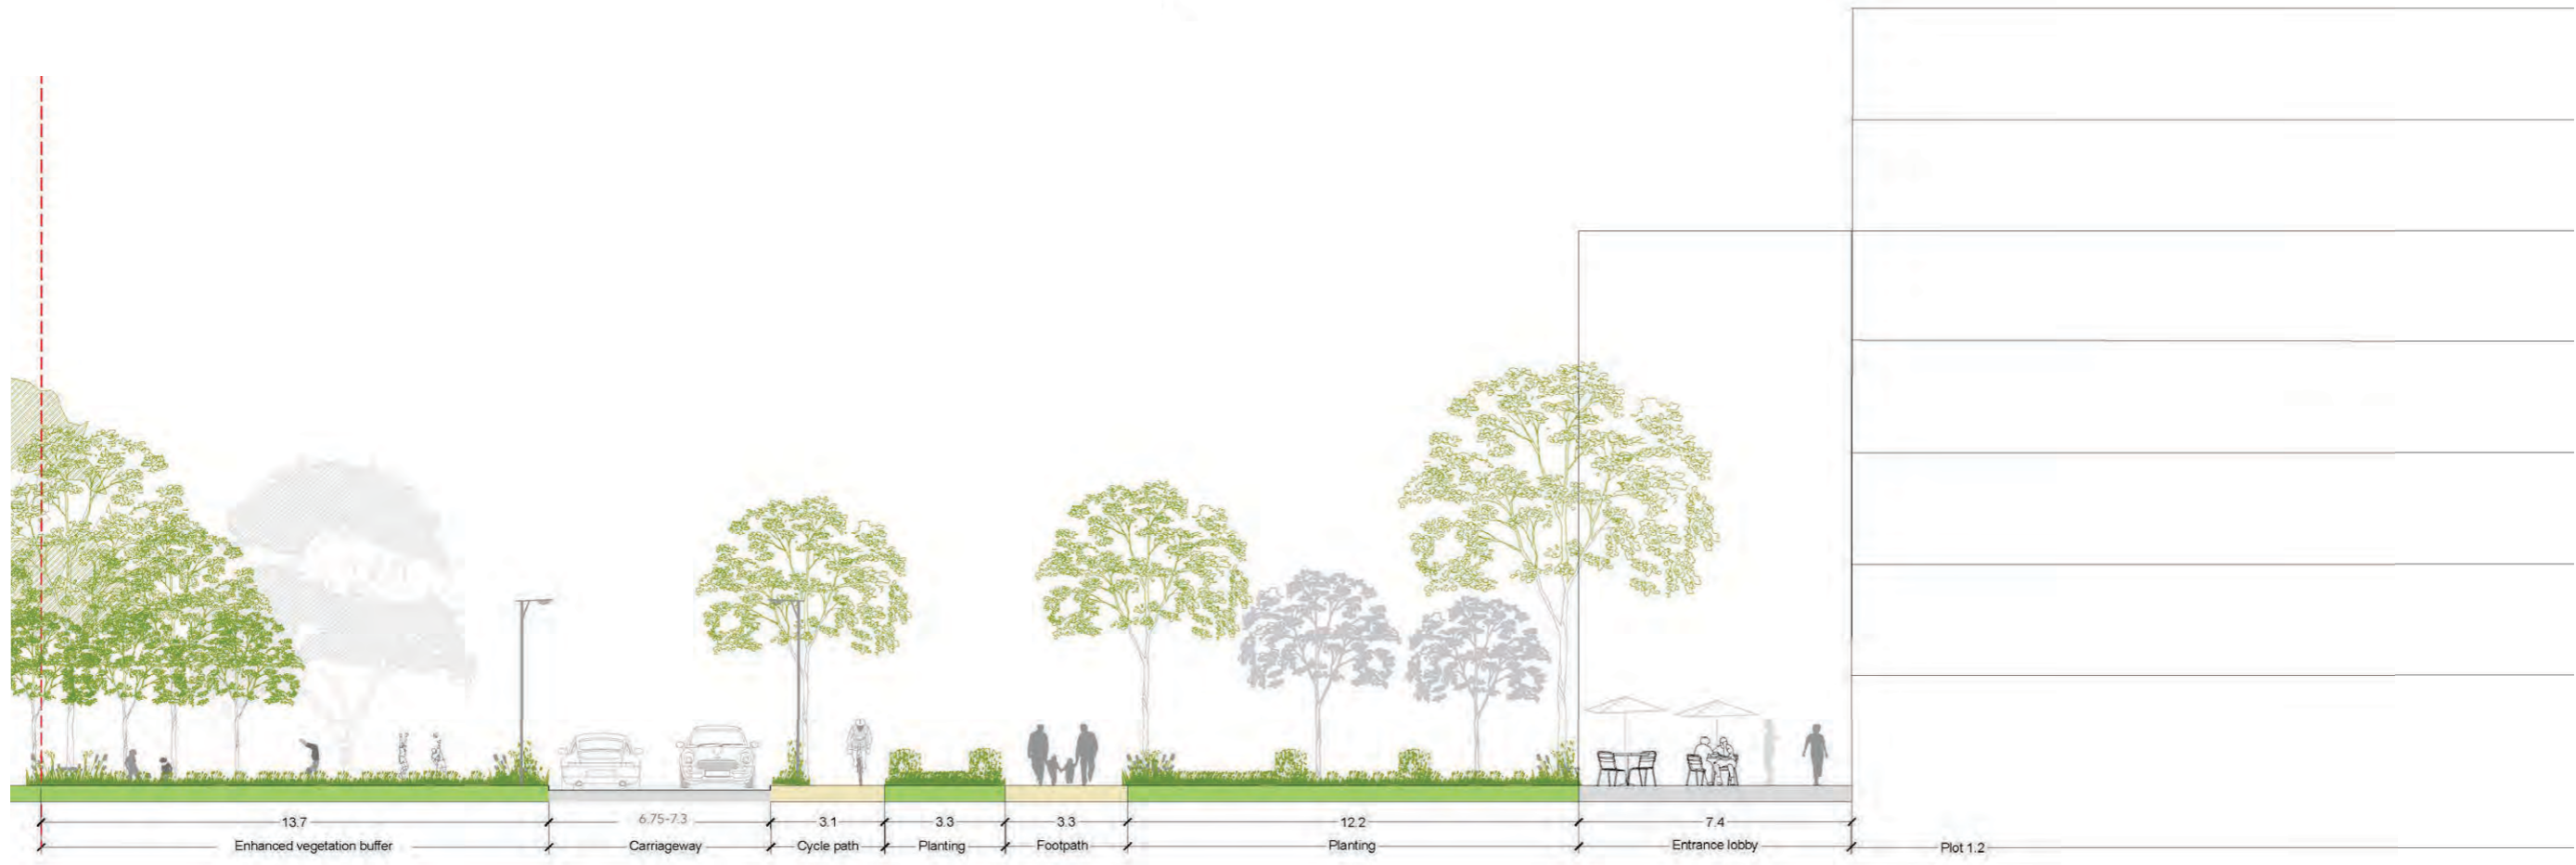 13.7
6.75-7.3
3.1
3.3
3.3
12.2
7.4
Enhanced vegetation buffer
Carriageway
Cycle path
Planting
Footpath
Planting
Entrance lobby
Plot 1.2